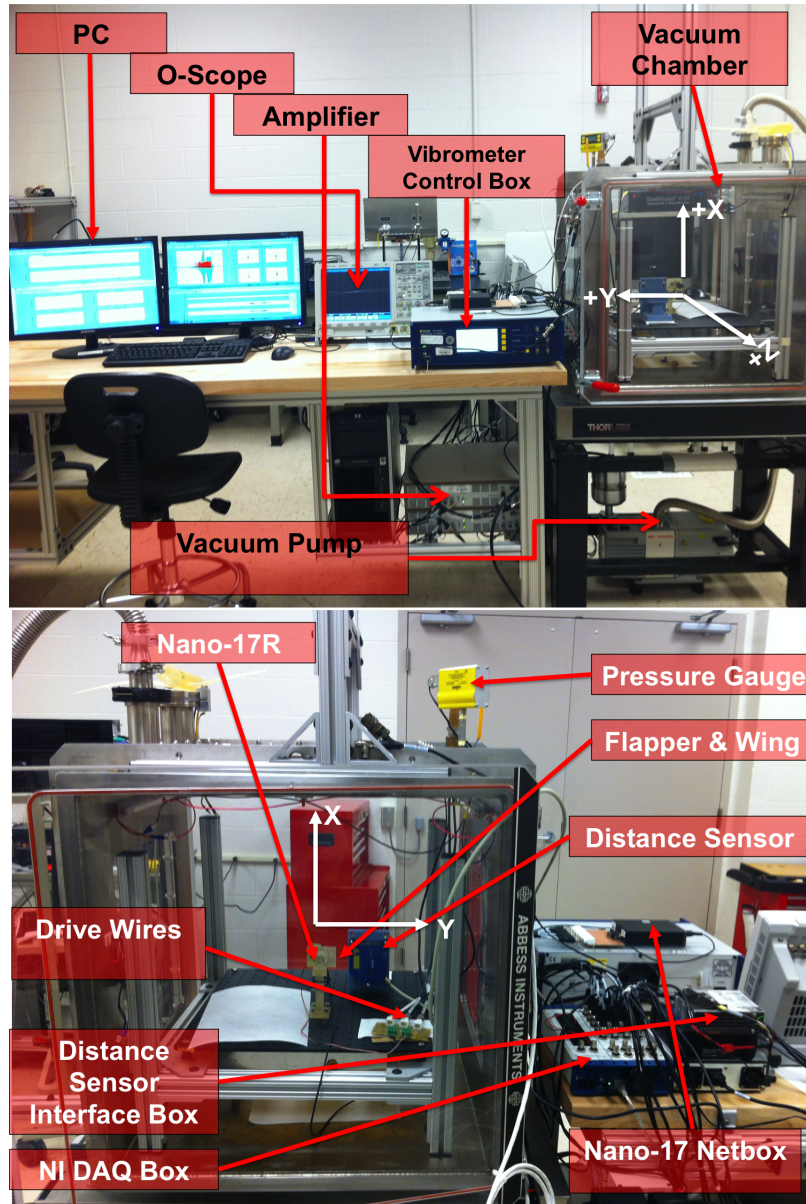 PC
O-Scope
Amplifier
Vibrometer
Control Box
Vacuum
Chamber
+X
+Y
+Z
THORLABS
Vacuum Pump
Nano-17R
Pressure Gauge
Flapper & Wing
Distance Sensor
X
Y
Drive Wires
ABBESS INSTRUMENTS
Distance
Sensor
Interface Box
NI DAQ Box
Nano-17 Netbox